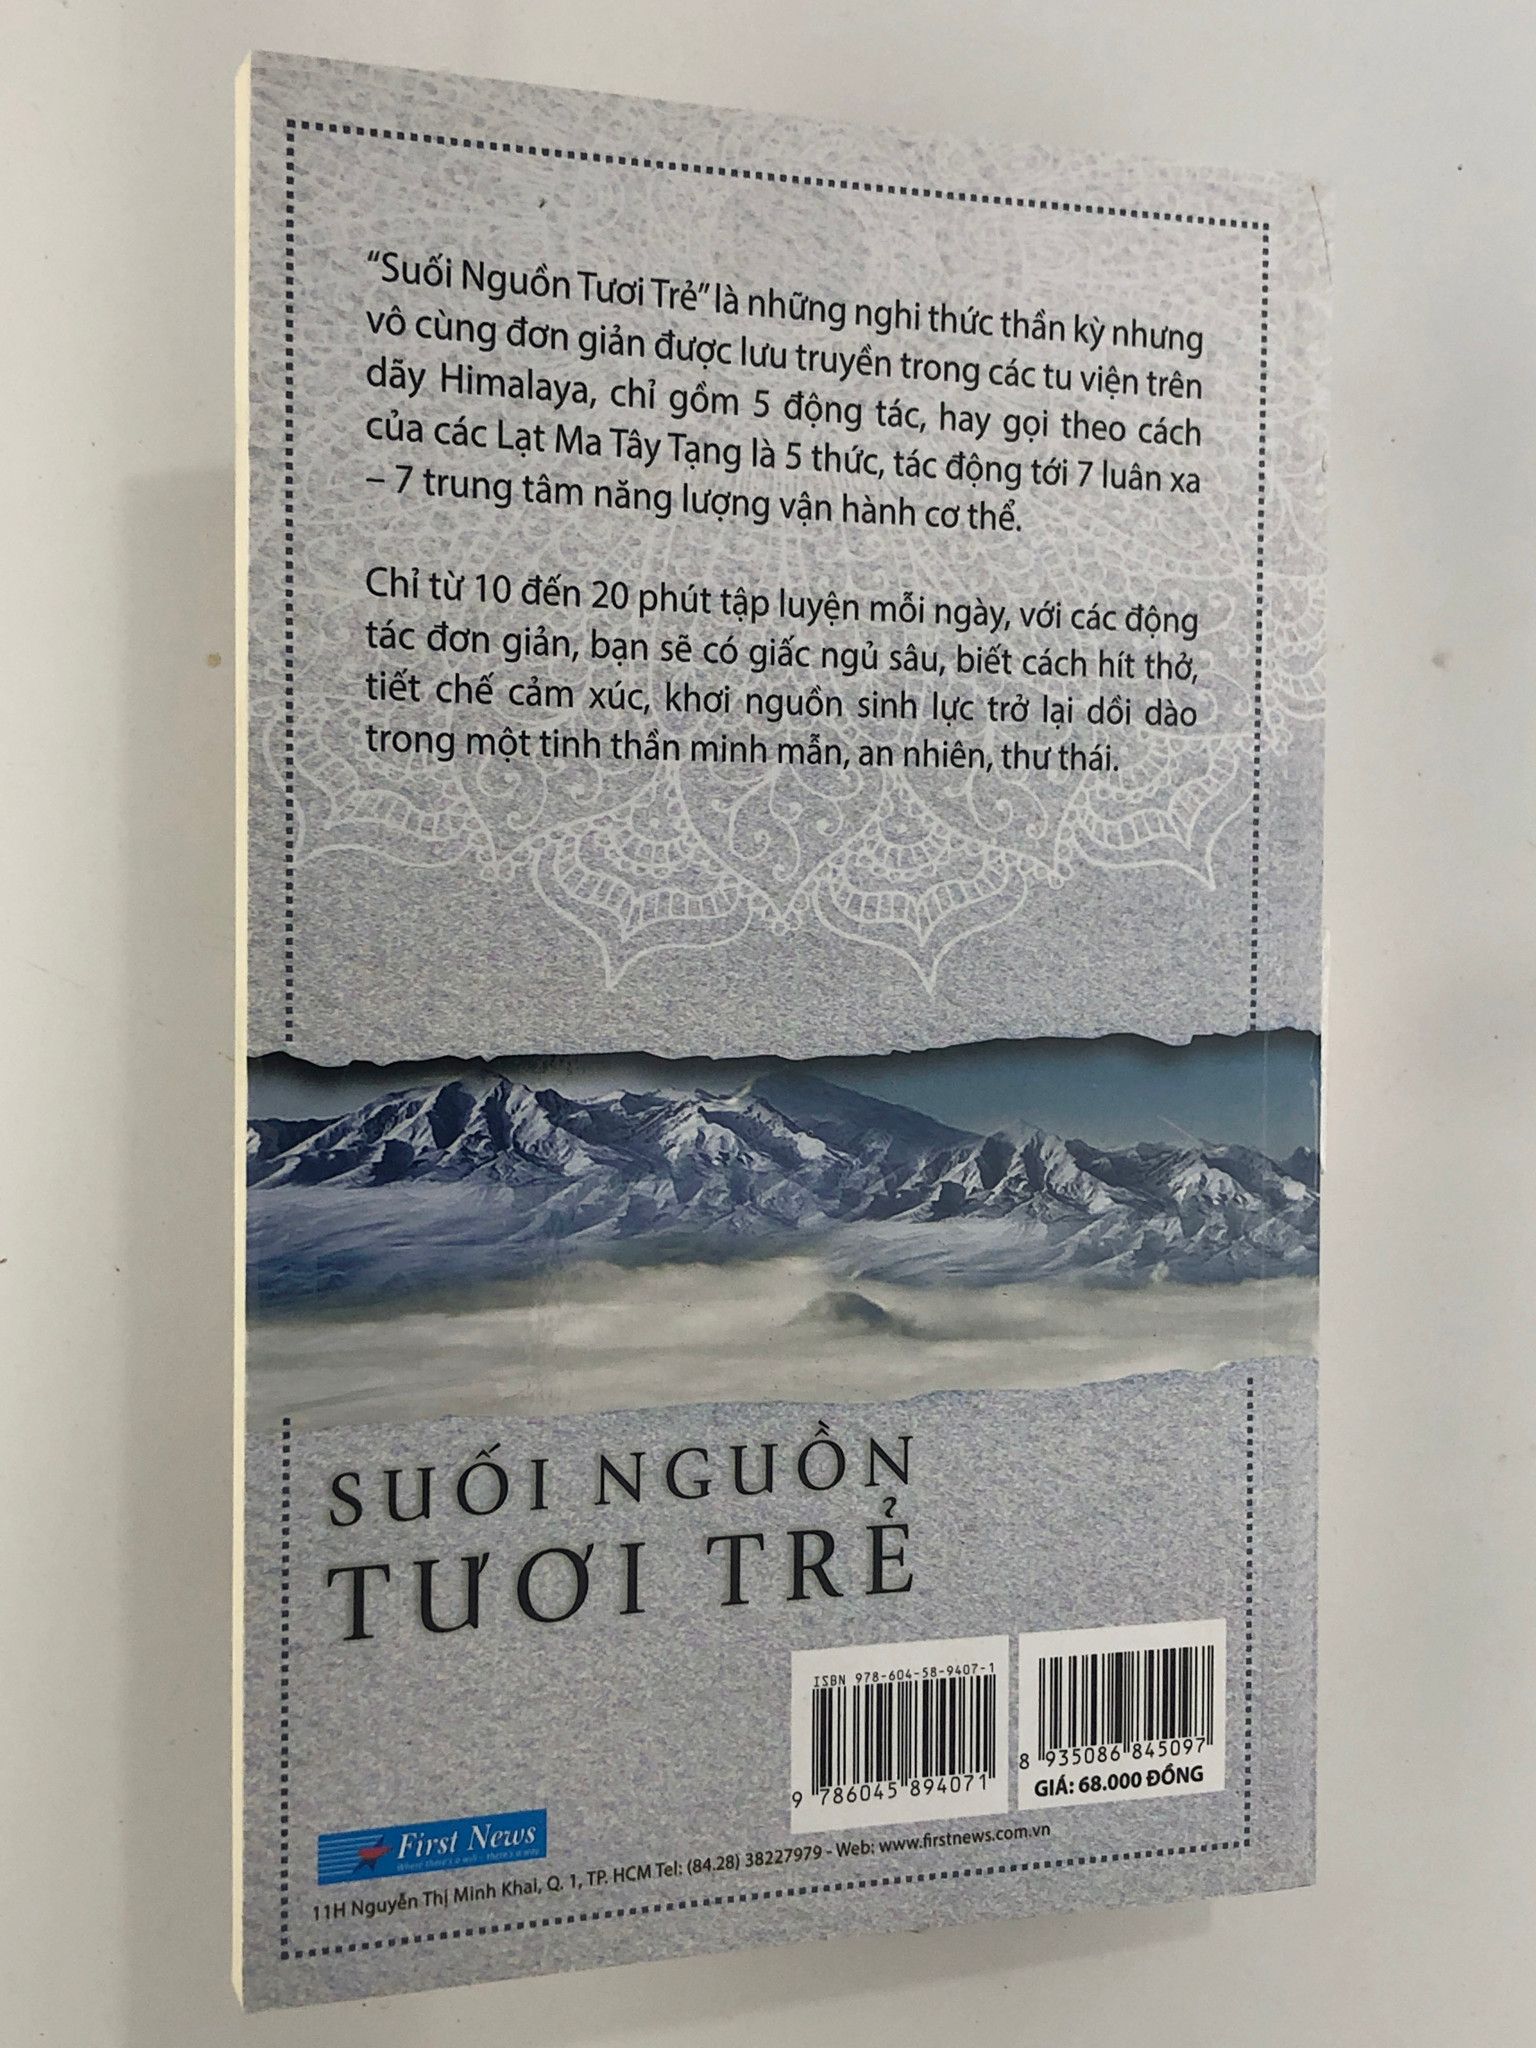 “Suối Nguồn Tươi Trẻ” là những nghi thức thần kỳ nhưng
vô cùng đơn giản được lưu truyền trong các tu viện trên
dãy Himalaya, chỉ gồm 5 động tác, hay gọi theo cách
của các Lạt Ma Tây Tạng là 5 thức, tác động tới 7 luân xa
– 7 trung tâm năng lượng vận hành cơ thể.
Chỉ từ 10 đến 20 phút tập luyện mỗi ngày, với các động
tác đơn giản, bạn sẽ có giấc ngủ sâu, biết cách hít thở,
tiết chế cảm xúc, khơi nguồn sinh lực trở lại dồi dào
trong một tinh thần minh mẫn, an nhiên, thư thái.
SUỐI NGUỒN
TƯƠI TRẺ
ISBN 978-604-58-9407-1
9 786045 894071
8 935086 845097
GIÁ: 68.000 ĐỒNG
First News
Where there's a will – there's a way
11H Nguyễn Thị Minh Khai, Q. 1, TP. HCM Tel: (84.28) 38227979 - Web: www.firstnews.com.vn